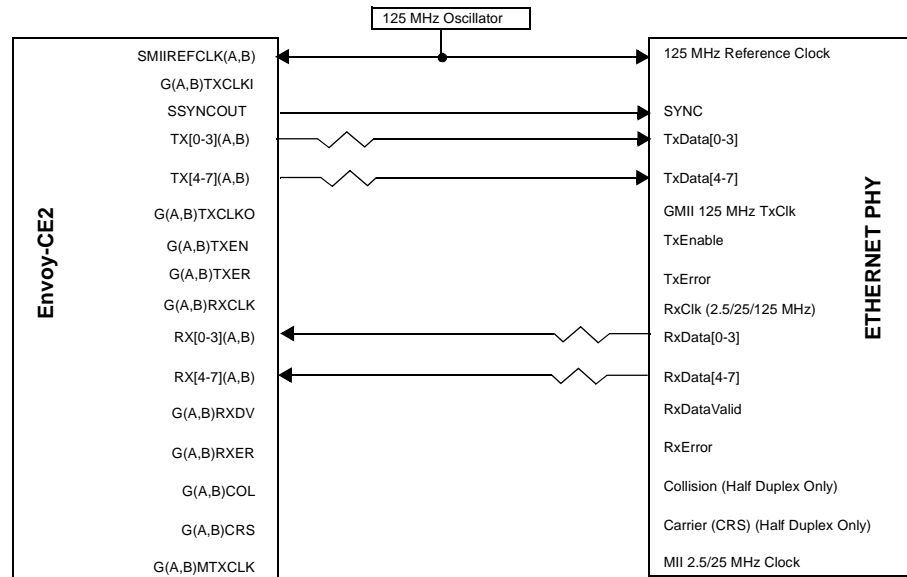 125 MHz Oscillator
SMIIREFCLK(A,B)
125 MHz Reference Clock
G(A,B)TXCLKI
SSYNCOUT
SYNC
TX[0-3](A,B)
TxData[0-3]
TX[4-7](A,B)
TxData[4-7]
G(A,B)TXCLKO
GMII 125 MHz TxClk
G(A,B)TXEN
TxEnable
G(A,B)TXER
TxError
G(A,B)RXCLK
RxClk (2.5/25/125 MHz)
RX[0-3](A,B)
RxData[0-3]
RX[4-7](A,B)
RxData[4-7]
G(A,B)RXDV
RxDataValid
G(A,B)RXER
RxError
G(A,B)COL
Collision (Half Duplex Only)
G(A,B)CRS
Carrier (CRS) (Half Duplex Only)
G(A,B)MTXCLK
MII 2.5/25 MHz Clock
Envoy-CE2
ETHERNET PHY